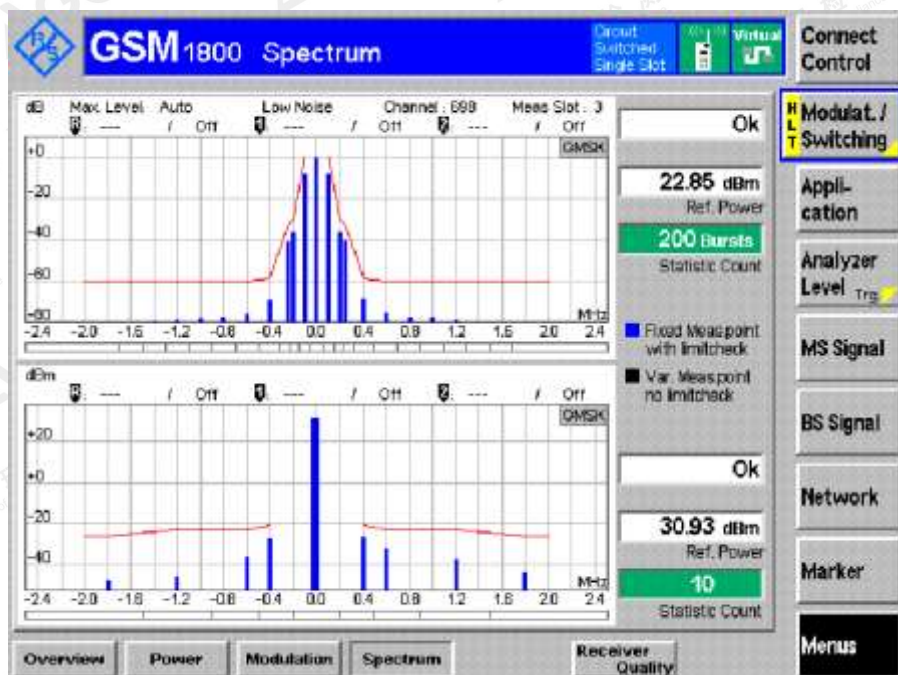 GSM 1800 Spectrum
Circuit Switched Single Slot
Virtual
Connect Control
dB Max. Level Auto Low Noise Channel : 698 Meas Slot : 3
--- / Off --- / Off --- / Off
GMSK
+0
-20
-40
-60
-80
MHz
-2.4 -2.0 -1.6 -1.2 -0.8 -0.4 0.0 0.4 0.8 1.2 1.6 2.0 2.4
Ok
22.85 dBm
Ref. Power
200 Bursts
Statistic Count
Fixed Meas point
with limitcheck
Var. Meas point
no limitcheck
dBm
--- / Off --- / Off --- / Off
GMSK
+20
+0
-20
-40
MHz
-2.4 -2.0 -1.6 -1.2 -0.8 -0.4 0.0 0.4 0.8 1.2 1.6 2.0 2.4
Ok
30.93 dBm
Ref. Power
10
Statistic Count
HLT
Modulat. /
Switching
Appli-
cation
Analyzer
Level Trg
MS Signal
BS Signal
Network
Marker
Menus
Overview Power Modulation Spectrum Receiver Quality